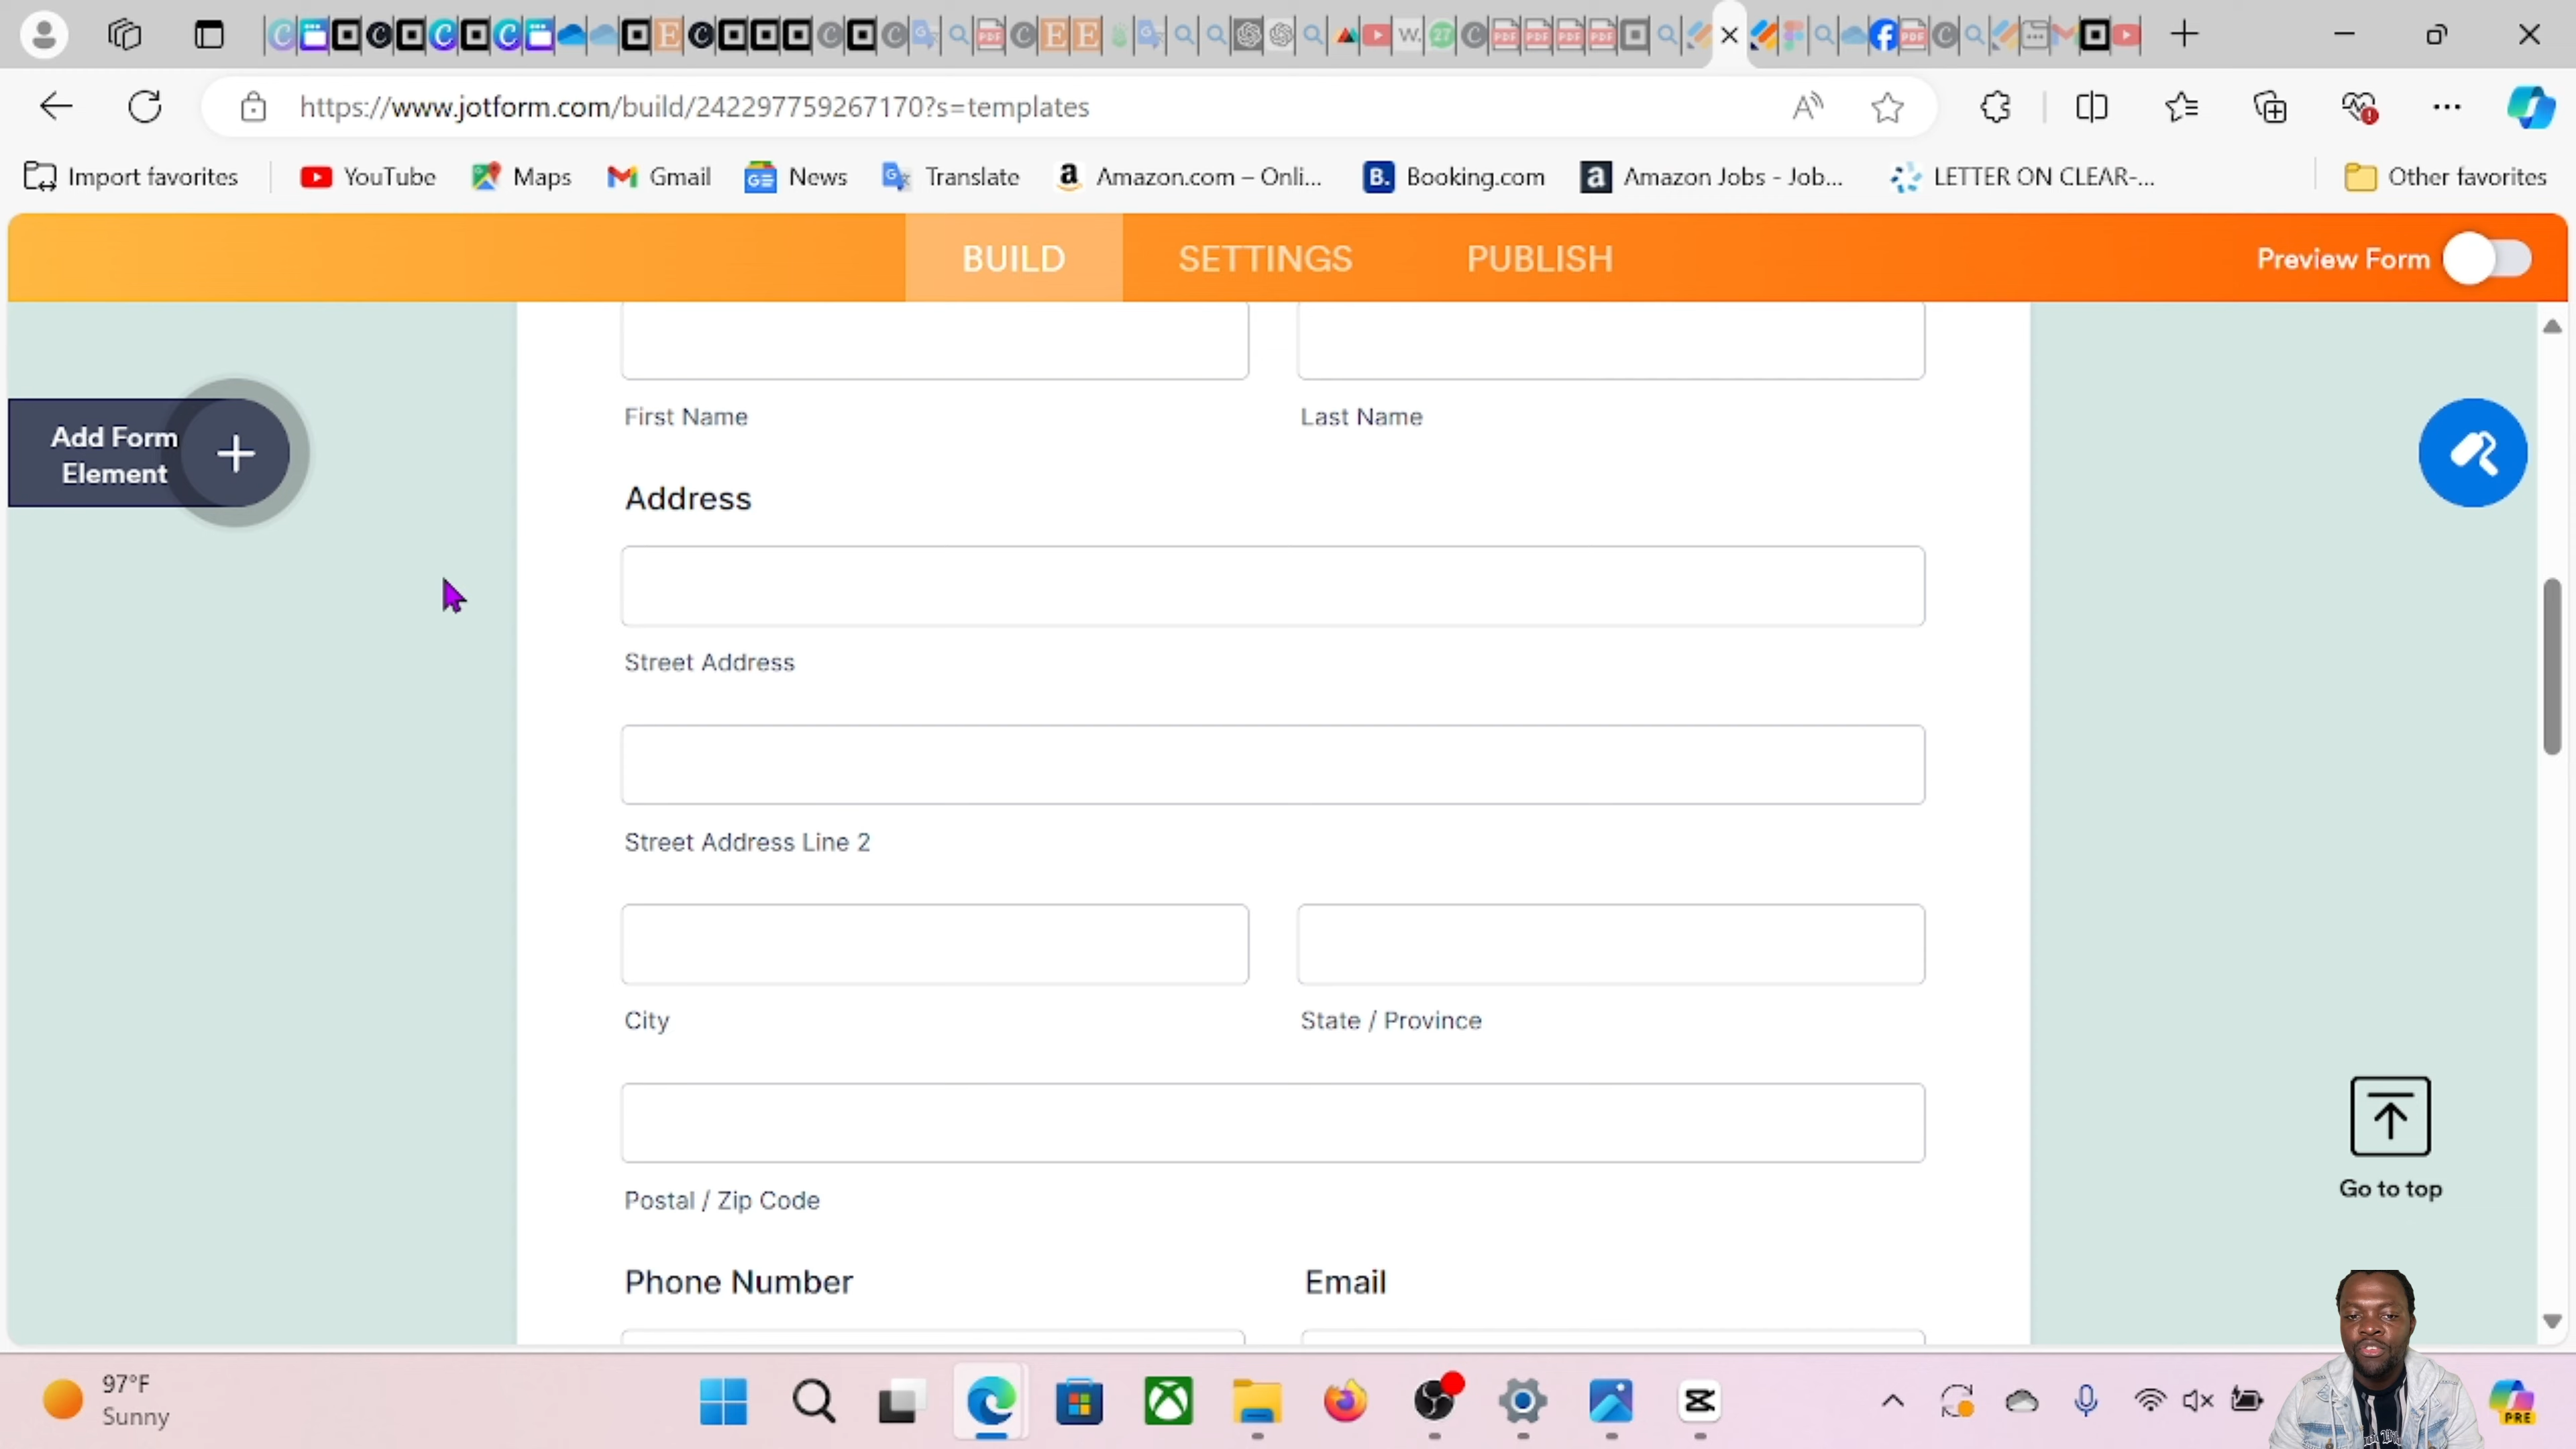 https://www.jotform.com/build/242297759267170?s=templates
Import favorites
YouTube
Maps
Gmail
News
Translate
Amazon.com – Onli...
Booking.com
Amazon Jobs - Job...
LETTER ON CLEAR-...
Other favorites
BUILD
SETTINGS
PUBLISH
Preview Form
Add Form
Element
First Name
Last Name
Address
Street Address
Street Address Line 2
City
State / Province
Postal / Zip Code
Phone Number
Email
Go to top
97°F
Sunny
PRE